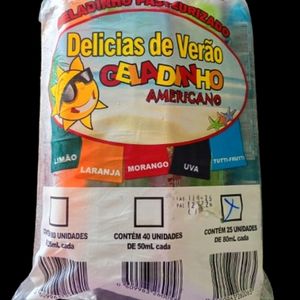 GELADINHO PASTEURIZADO
Delicias de Verão
GELADINHO
AMERICANO
LIMÃO
LARANJA
MORANGO
UVA
TUTTI-FRUTTI
CONTÉM 40 UNIDADES
DE 50mL cada
CONTÉM 25 UNIDADES
DE 80mL cada